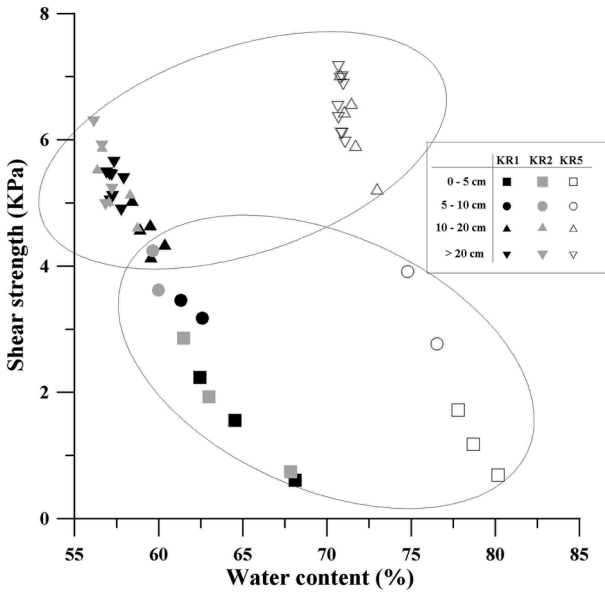 8
6
4
2
0
Shear strength (KPa)
55 60 65 70 75 80 85
Water content (%)
KR1 KR2 KR5
0 - 5 cm
5 - 10 cm
10 - 20 cm
> 20 cm